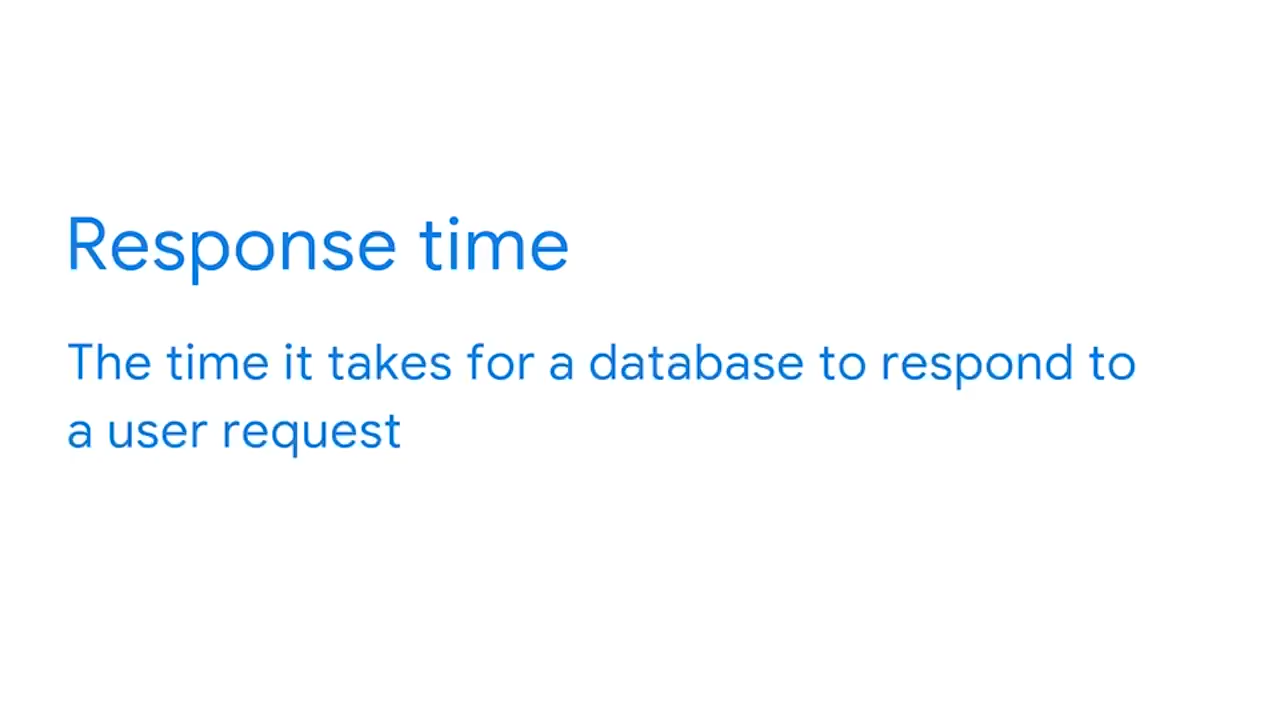 Response time
The time it takes for a database to respond to
a user request